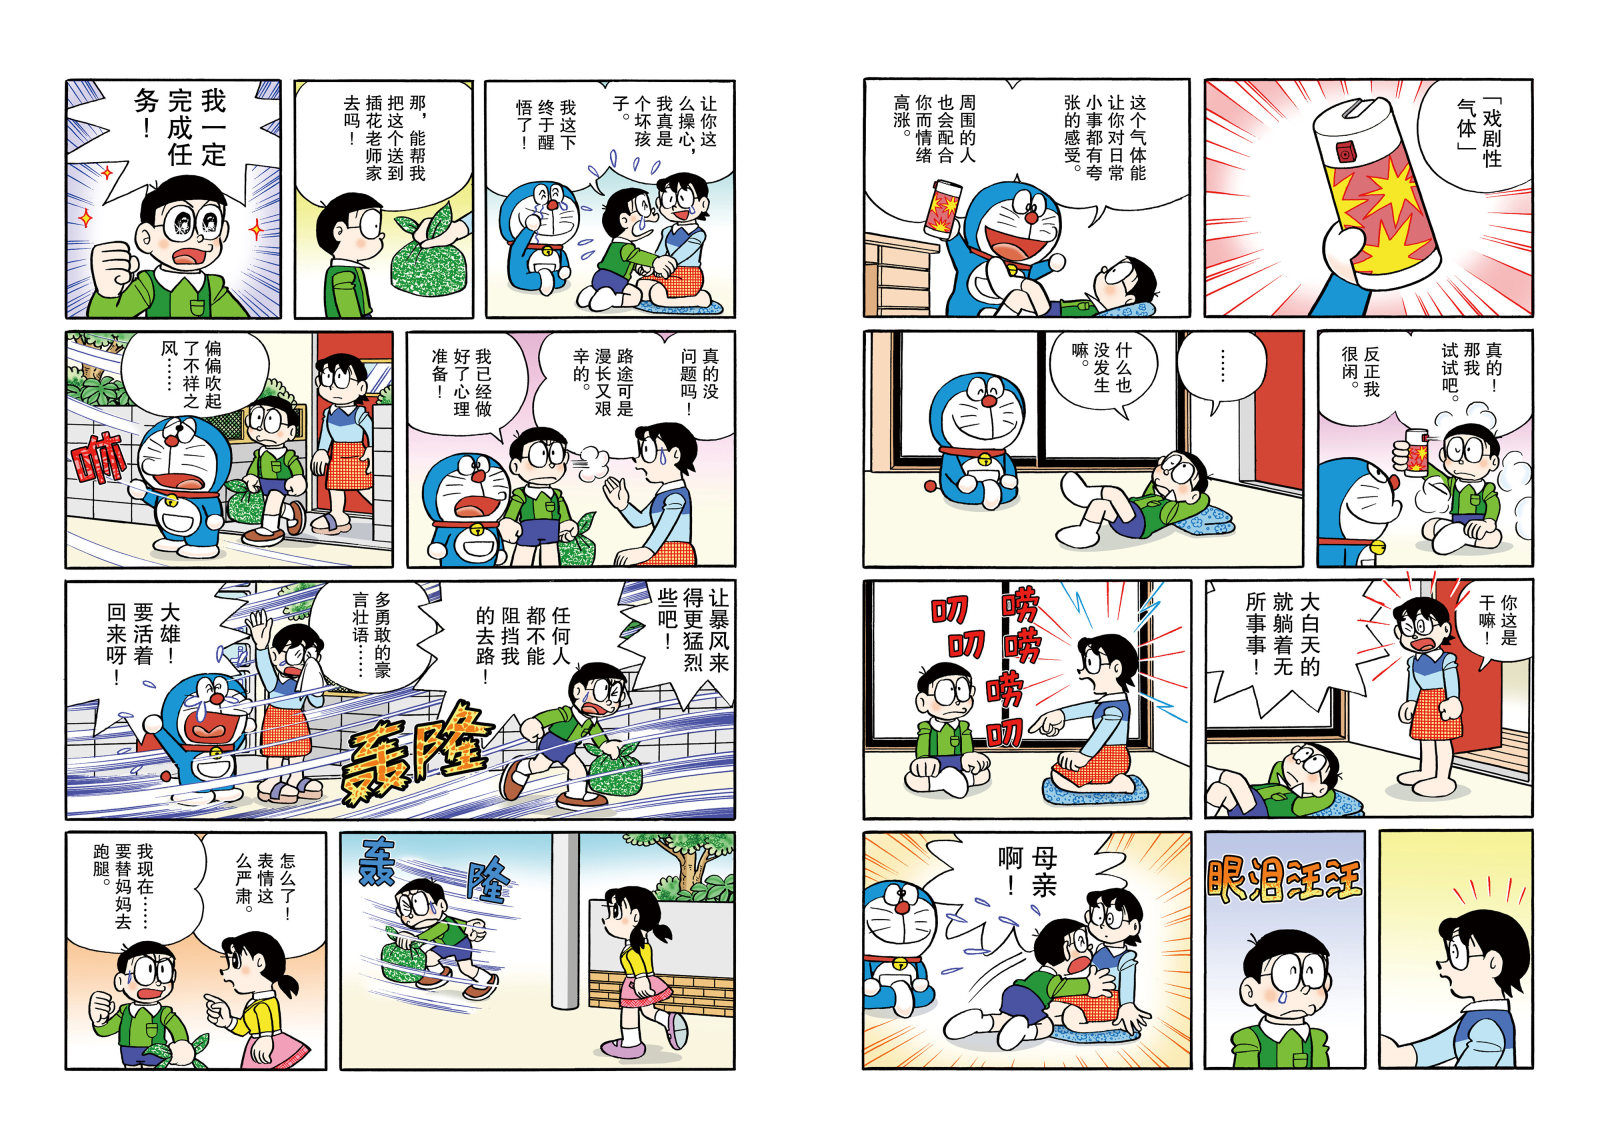 「戏剧性
气体」
这个气体能
让你对日常
小事都有夸
张的感受。
周围的人
也会配合
你而情绪
高涨。
真的！
那我
试试吧。
反正我
很闲。
……
什么也
没发生
嘛。
你这是
干嘛！
大白天的
就躺着无
所事事！
唠
唠
唠
叨
叨
叨
眼泪汪汪
母亲
啊！
让你这
么操心，
我真是
个坏孩
子。
我这下
终于醒
悟了！
那，能帮我
把这个送到
插花老师家
去吗！
我一定
完成任
务！
真的没
问题吗！
路途可是
漫长又艰
辛的。
我已经做
好了心理
准备！
偏偏吹起
了不祥之
风……
咻
让暴风来
得更猛烈
些吧！
任何人
都不能
阻挡我
的去路！
多勇敢的豪
言壮语……
大雄！
要活着
回来呀！
轰隆
轰
隆
怎么了！
表情这
么严肃。
我现在……
要替妈妈去
跑腿。